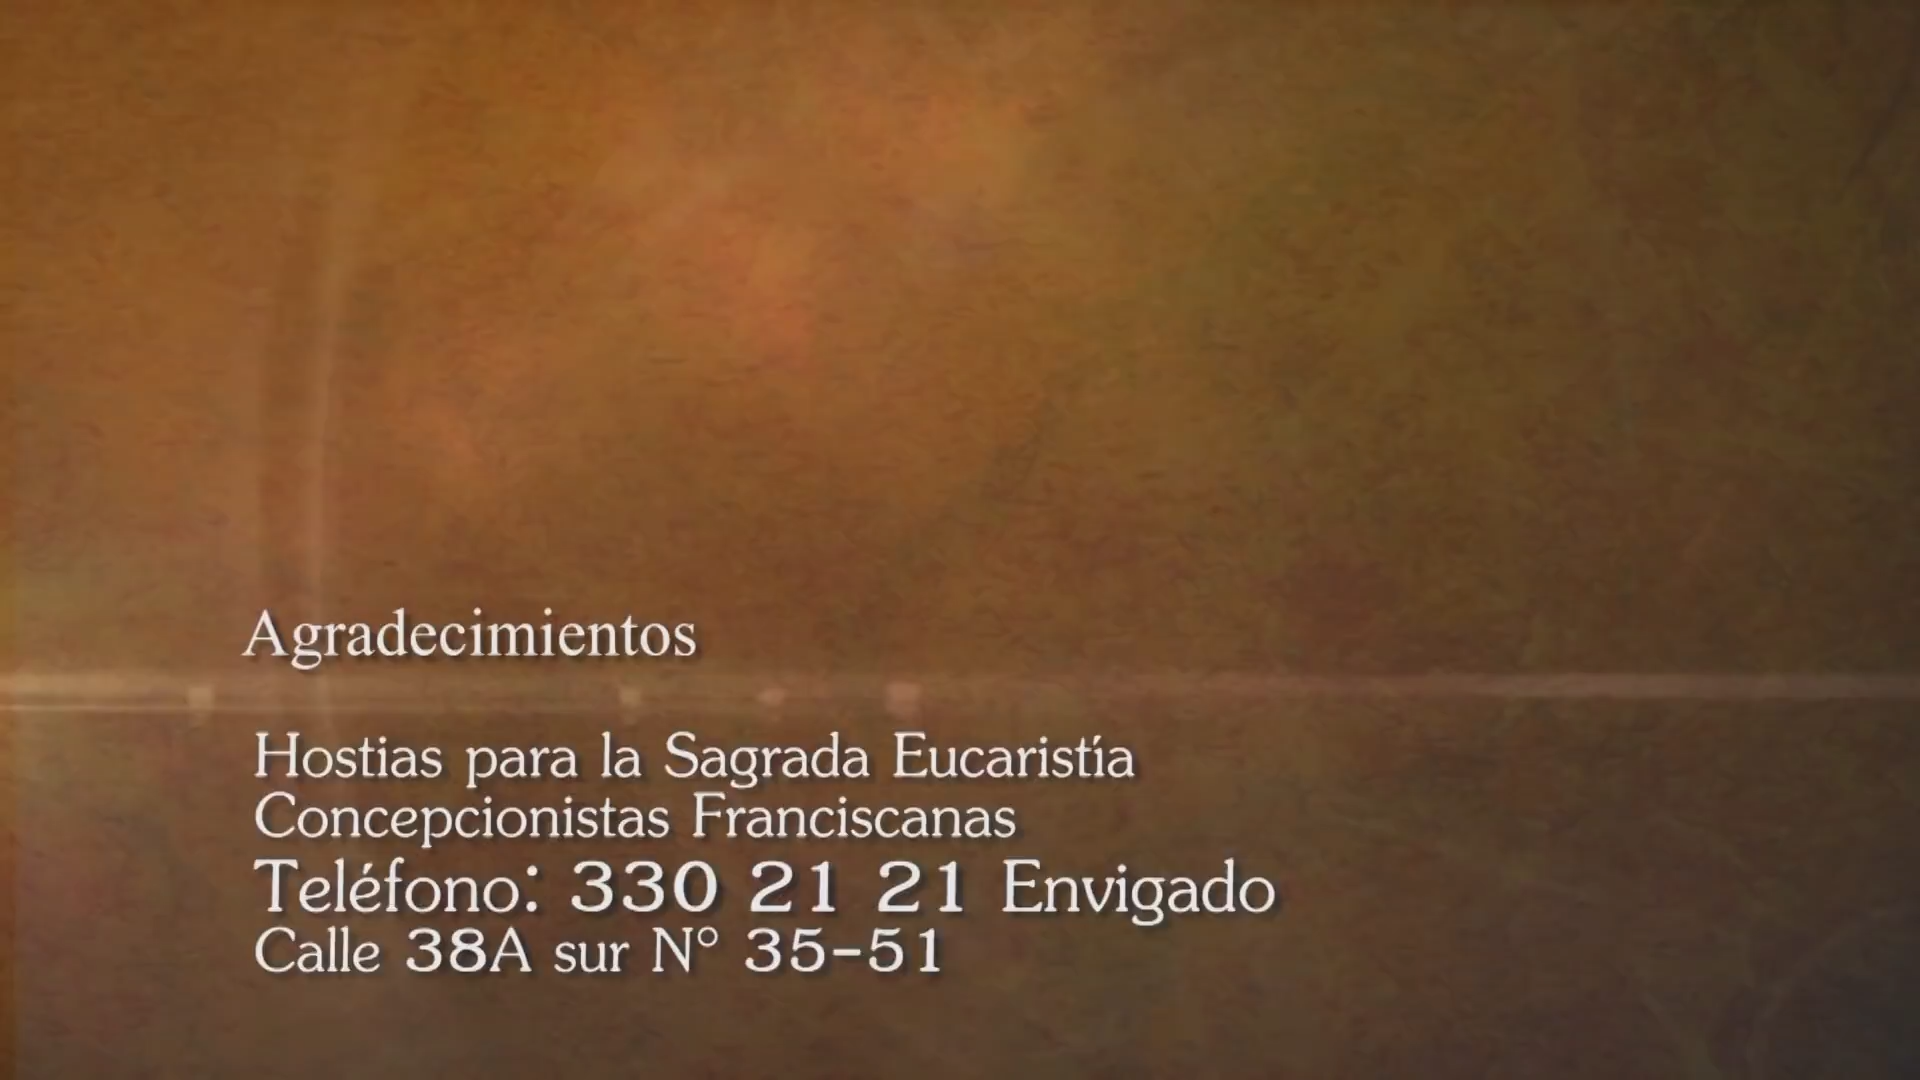 Agradecimientos
Hostias para la Sagrada Eucaristía
Concepcionistas Franciscanas
Teléfono: 330 21 21 Envigado
Calle 38A sur N° 35-51